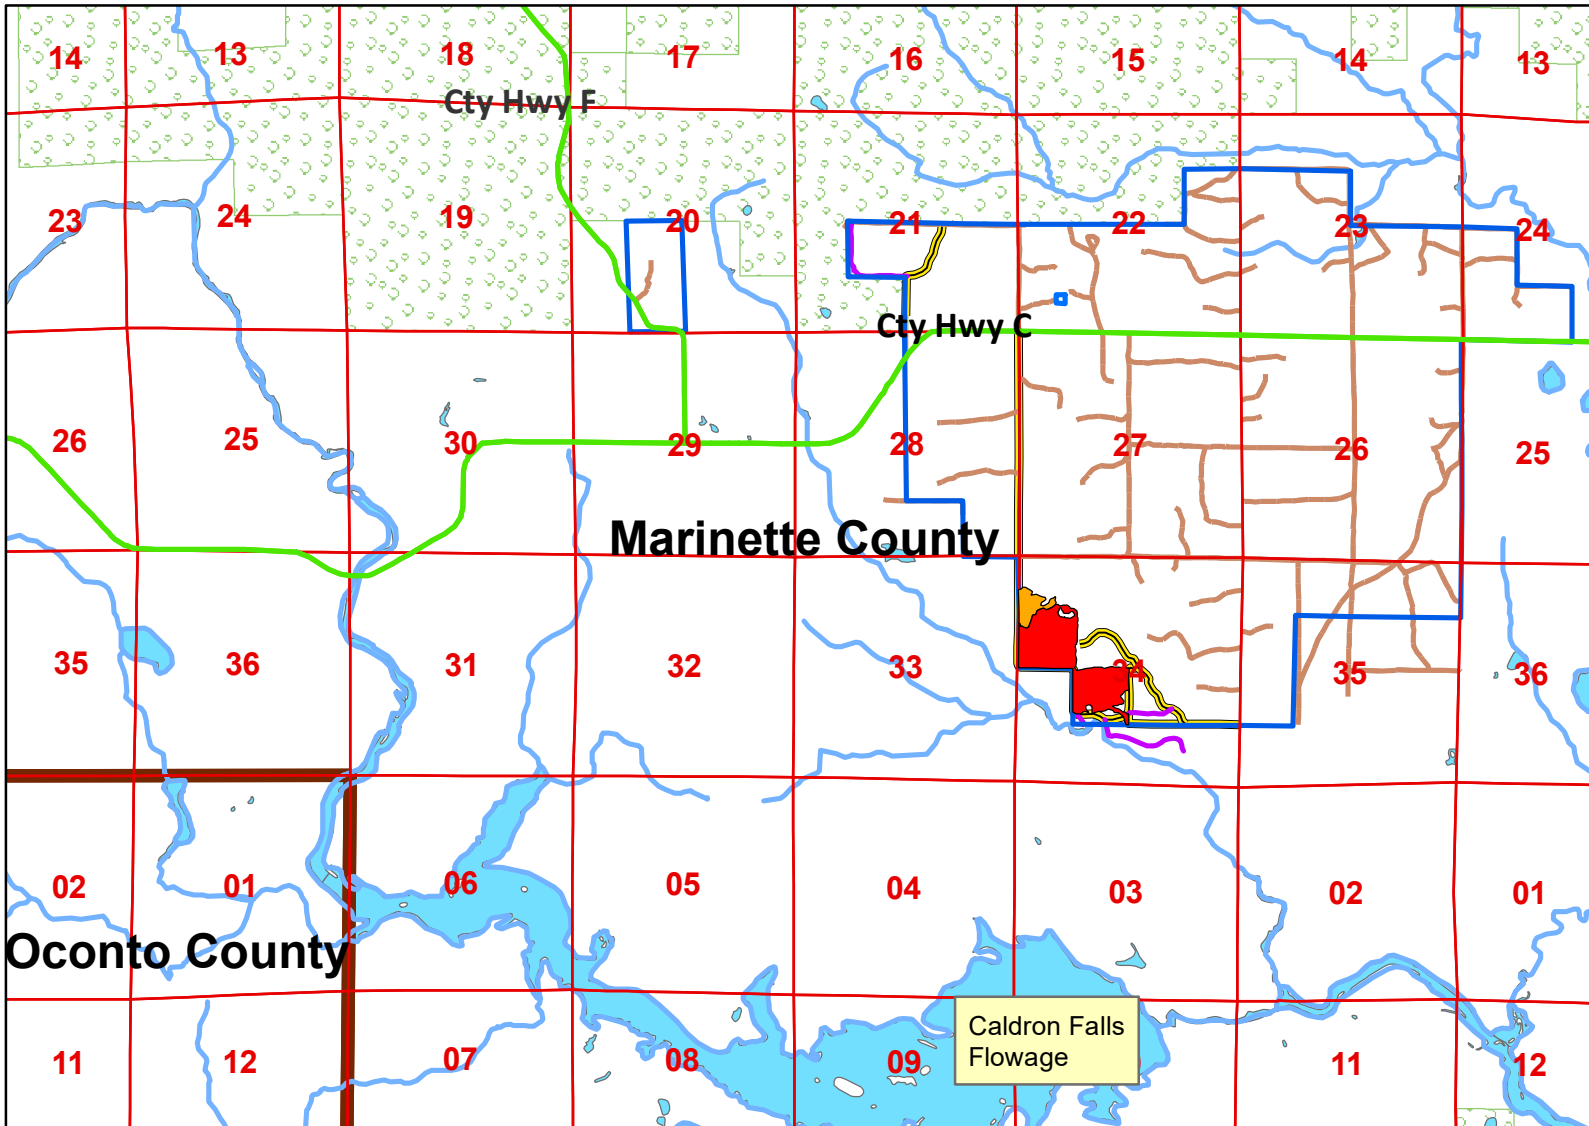 14 13 18 17 16 15 14 13
Cty Hwy F
23 24 19 20 21 22 23 24
Cty Hwy C
26 25 30 29 28 27 26 25
Marinette County
35 36 31 32 33 34 35 36
02 01 06 05 04 03 02 01
Oconto County
Caldron Falls
Flowage
11 12 07 08 09 11 12